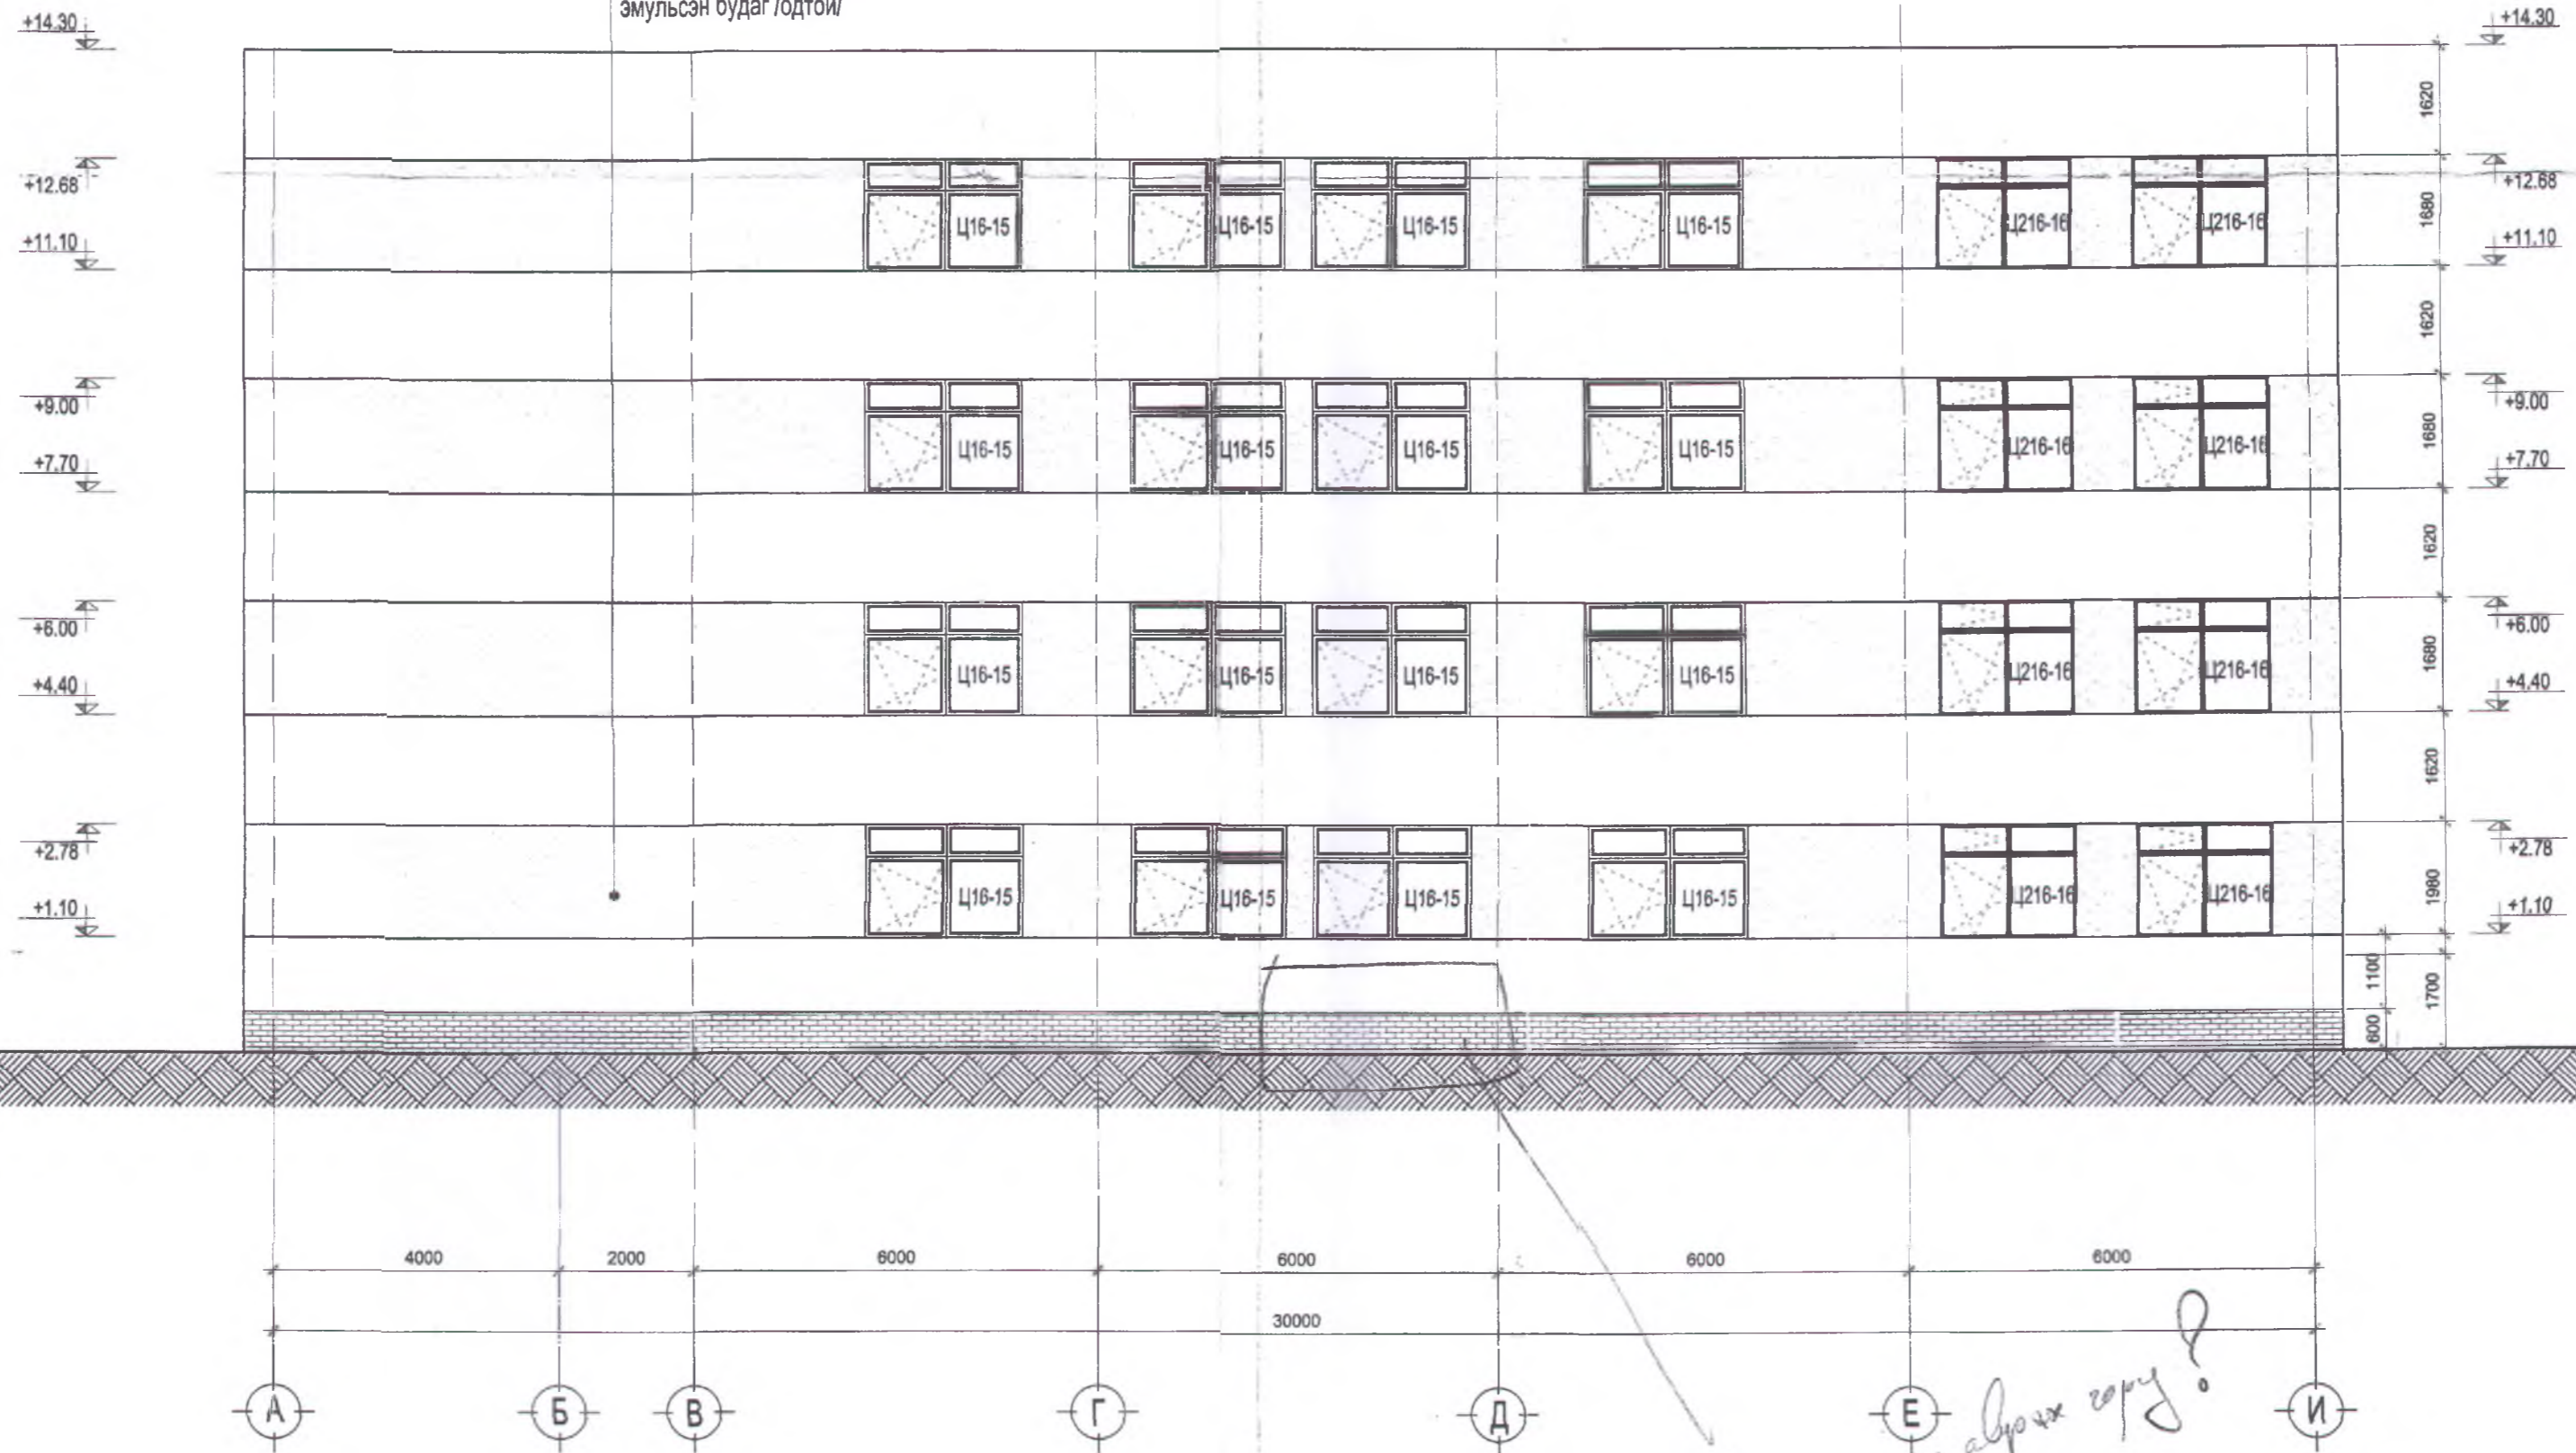 эмульсэн будаг /одтой/
+14.30 +14.30
1620
+12.68 +12.68
Ц16-15 Ц16-15 Ц16-15 Ц16-15 Ц216-16 Ц216-16 1680
+11.10 +11.10
1620
+9.00 +9.00
Ц16-15 Ц16-15 Ц16-15 Ц16-15 Ц216-16 Ц216-16 1680
+7.70 +7.70
1620
+6.00 +6.00
Ц16-15 Ц16-15 Ц16-15 Ц16-15 Ц216-16 Ц216-16 1680
+4.40 +4.40
1620
+2.78 +2.78
Ц16-15 Ц16-15 Ц16-15 Ц16-15 Ц216-16 Ц216-16 1980
+1.10 +1.10
1100 1700
600
4000 2000 6000 6000 6000 6000
30000
?
А Б В Г Д Е И